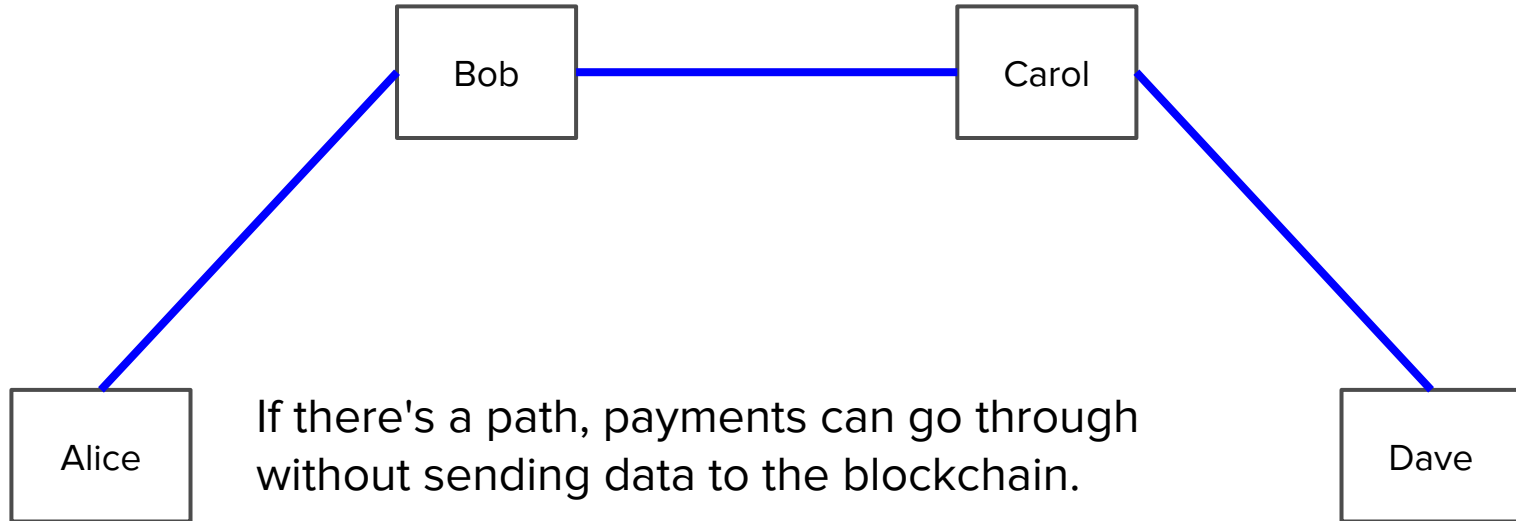 Bob
Carol
Alice
If there's a path, payments can go through
without sending data to the blockchain.
Dave